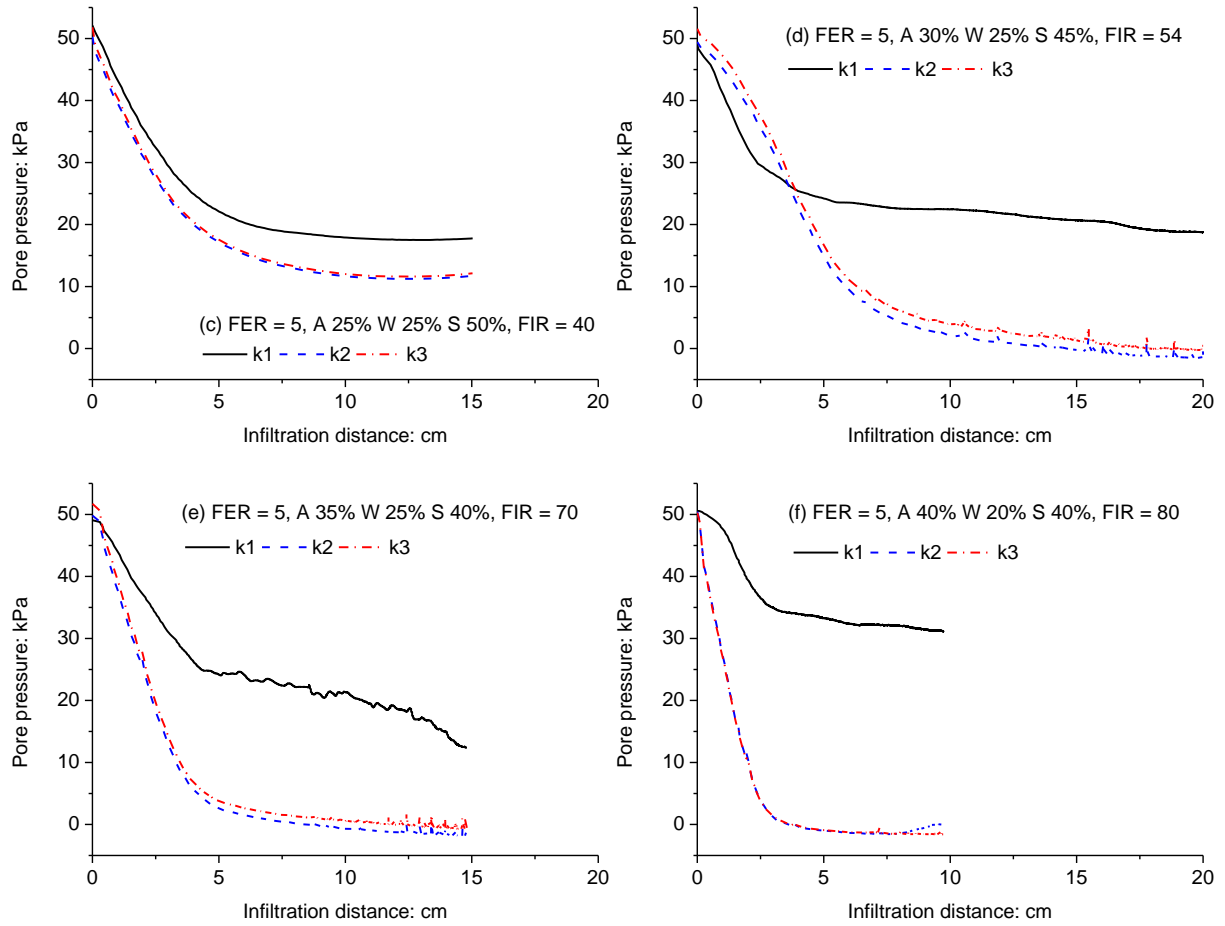 50
40
30
20
10
0
Pore pressure: kPa
(c) FER = 5, A 25% W 25% S 50%, FIR = 40
k1 k2 k3
0 5 10 15 20
Infiltration distance: cm
(d) FER = 5, A 30% W 25% S 45%, FIR = 54
k1 k2 k3
50
40
30
20
10
0
Pore pressure: kPa
0 5 10 15 20
Infiltration distance: cm
(e) FER = 5, A 35% W 25% S 40%, FIR = 70
k1 k2 k3
50
40
30
20
10
0
Pore pressure: kPa
0 5 10 15 20
Infiltration distance: cm
(f) FER = 5, A 40% W 20% S 40%, FIR = 80
k1 k2 k3
50
40
30
20
10
0
Pore pressure: kPa
0 5 10 15 20
Infiltration distance: cm